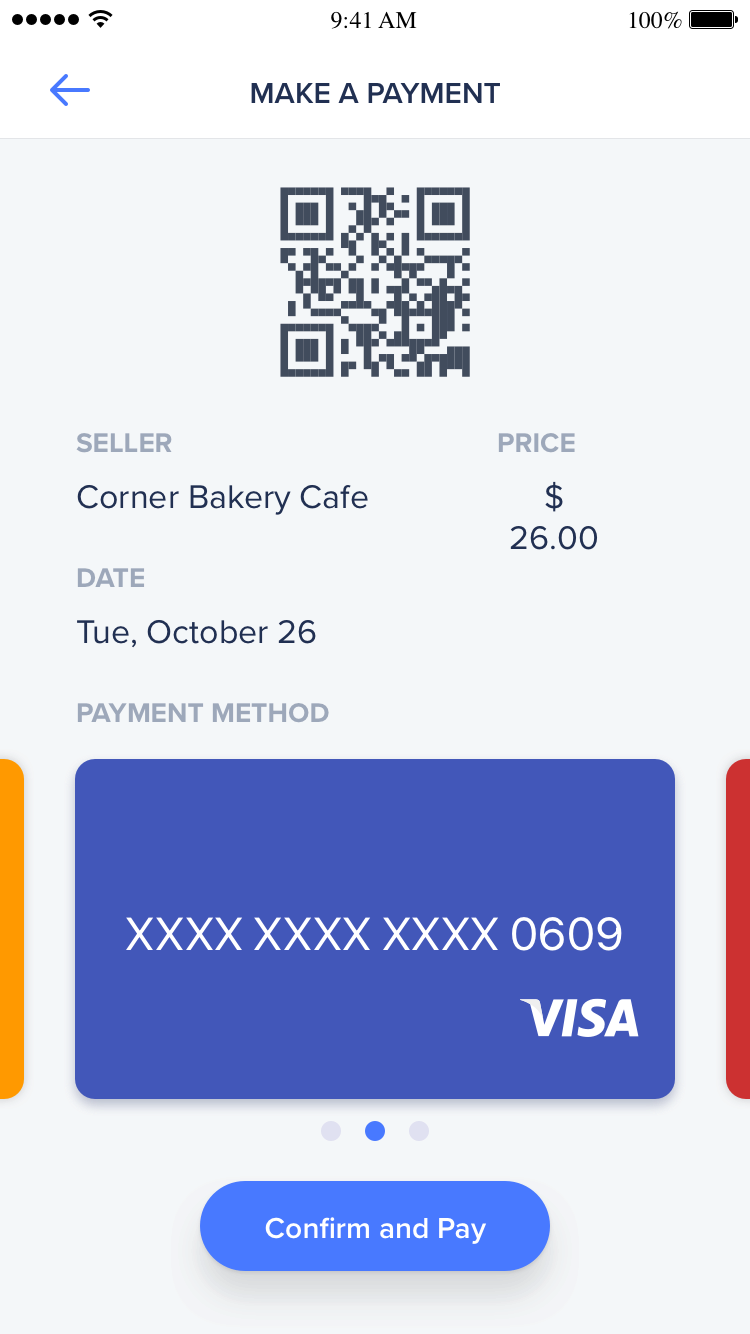 9:41 AM
100%
MAKE A PAYMENT
SELLER
PRICE
Corner Bakery Cafe
$
26.00
DATE
Tue, October 26
PAYMENT METHOD
XXXX XXXX XXXX 0609
VISA
Confirm and Pay